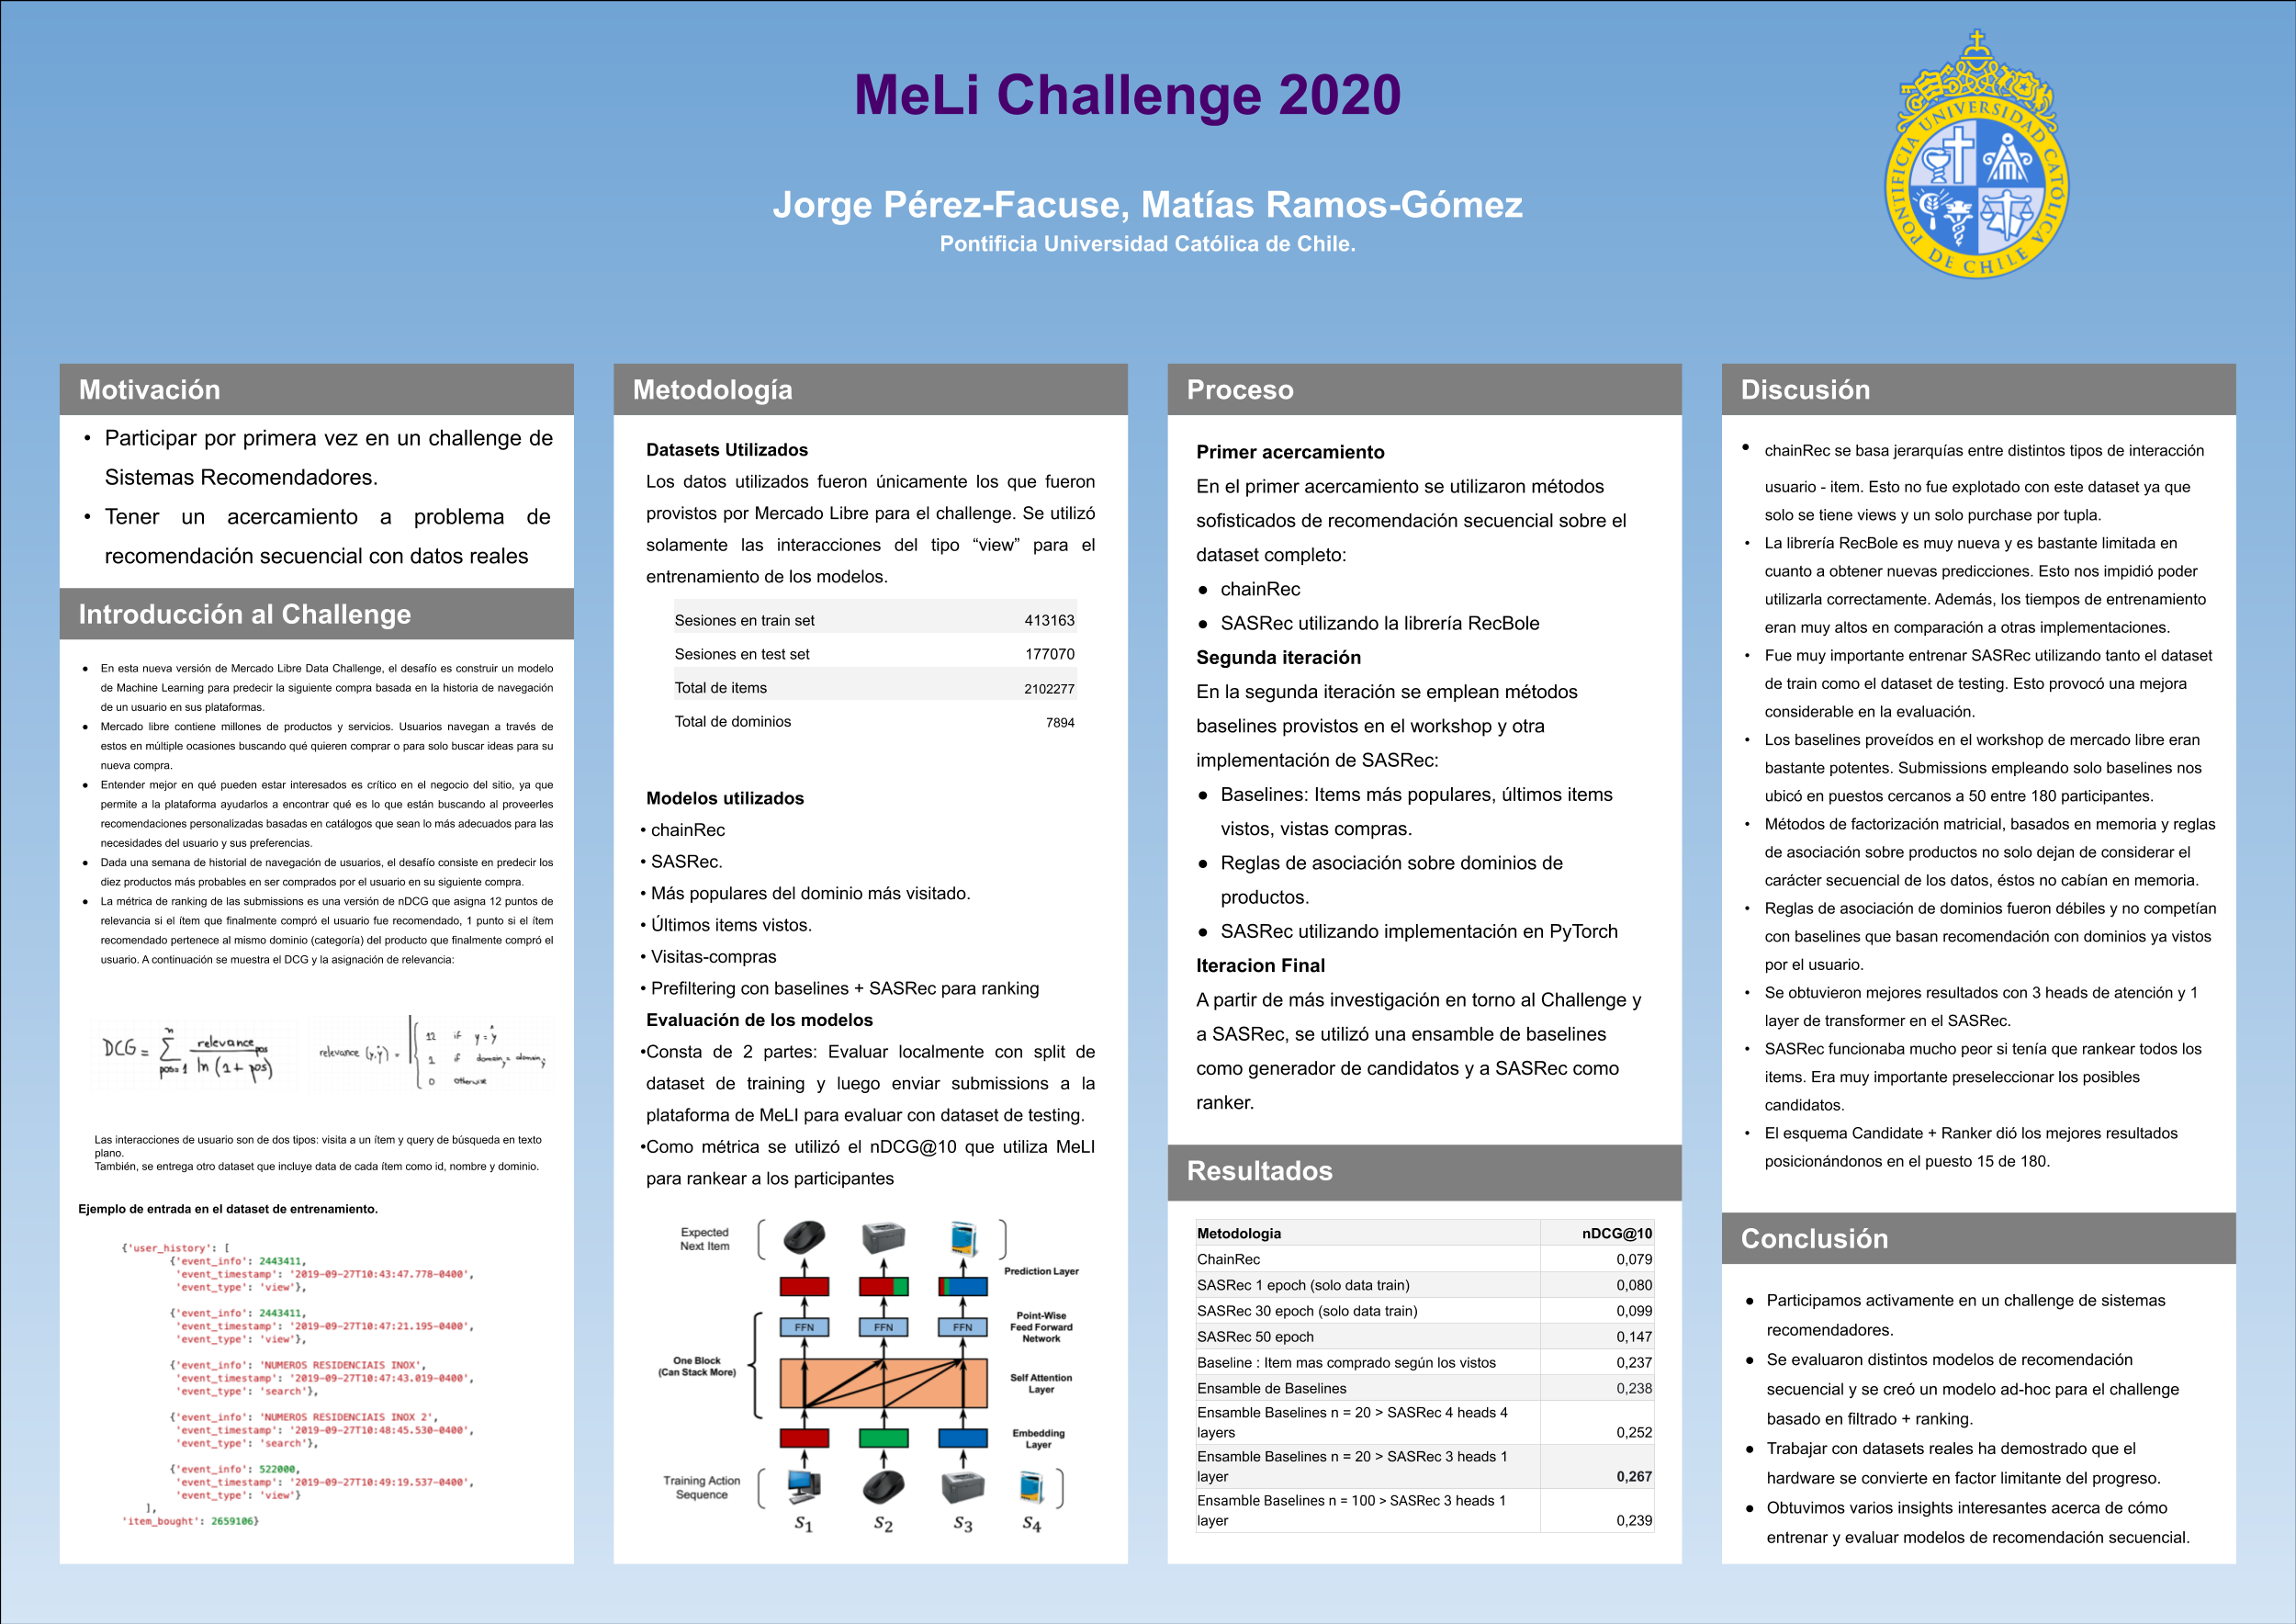 MeLi Challenge 2020
Jorge Pérez-Facuse, Matías Ramos-Gómez
Pontificia Universidad Católica de Chile.
PONTIFICIA UNIVERSIDAD CATÓLICA DE CHILE
Motivación
• Participar por primera vez en un challenge de
Sistemas Recomendadores.
• Tener un acercamiento a problema de
recomendación secuencial con datos reales
Introducción al Challenge
● En esta nueva versión de Mercado Libre Data Challenge, el desafío es construir un modelo
de Machine Learning para predecir la siguiente compra basada en la historia de navegación
de un usuario en sus plataformas.
● Mercado libre contiene millones de productos y servicios. Usuarios navegan a través de
estos en múltiple ocasiones buscando qué quieren comprar o para solo buscar ideas para su
nueva compra.
● Entender mejor en qué pueden estar interesados es crítico en el negocio del sitio, ya que
permite a la plataforma ayudarlos a encontrar qué es lo que están buscando al proveerles
recomendaciones personalizadas basadas en catálogos que sean lo más adecuados para las
necesidades del usuario y sus preferencias.
● Dada una semana de historial de navegación de usuarios, el desafío consiste en predecir los
diez productos más probables en ser comprados por el usuario en su siguiente compra.
● La métrica de ranking de las submissions es una versión de nDCG que asigna 12 puntos de
relevancia si el ítem que finalmente compró el usuario fue recomendado, 1 punto si el ítem
recomendado pertenece al mismo dominio (categoría) del producto que finalmente compró el
usuario. A continuación se muestra el DCG y la asignación de relevancia:
DCG = n ∑ pos=1 relevance pos / ln (1 + pos)
relevance (y,ŷ) = { 12 if y = ŷ
1 if domain y = domain ŷ
0 otherwise
Las interacciones de usuario son de dos tipos: visita a un ítem y query de búsqueda en texto
plano.
También, se entrega otro dataset que incluye data de cada ítem como id, nombre y dominio.
Ejemplo de entrada en el dataset de entrenamiento.
{'user_history': [
{'event_info': 2443411,
'event_timestamp': '2019-09-27T10:43:47.778-0400',
'event_type': 'view'},
{'event_info': 2443411,
'event_timestamp': '2019-09-27T10:47:21.195-0400',
'event_type': 'view'},
{'event_info': 'NUMEROS RESIDENCIAIS INOX',
'event_timestamp': '2019-09-27T10:47:43.019-0400',
'event_type': 'search'},
{'event_info': 'NUMEROS RESIDENCIAIS INOX 2',
'event_timestamp': '2019-09-27T10:48:45.530-0400',
'event_type': 'search'},
{'event_info': 522000,
'event_timestamp': '2019-09-27T10:49:19.537-0400',
'event_type': 'view'}
],
'item_bought': 2659106}
Metodología
Datasets Utilizados
Los datos utilizados fueron únicamente los que fueron
provistos por Mercado Libre para el challenge. Se utilizó
solamente las interacciones del tipo “view” para el
entrenamiento de los modelos.
Sesiones en train set 413163
Sesiones en test set 177070
Total de items 2102277
Total de dominios 7894
Modelos utilizados
• chainRec
• SASRec.
• Más populares del dominio más visitado.
• Últimos items vistos.
• Visitas-compras
• Prefiltering con baselines + SASRec para ranking
Evaluación de los modelos
•Consta de 2 partes: Evaluar localmente con split de
dataset de training y luego enviar submissions a la
plataforma de MeLI para evaluar con dataset de testing.
•Como métrica se utilizó el nDCG@10 que utiliza MeLI
para rankear a los participantes
Expected
Next Item
Prediction Layer
FFN FFN FFN
Point-Wise
Feed Forward
Network
One Block
(Can Stack More)
Self Attention
Layer
Embedding
Layer
Training Action
Sequence
S1 S2 S3 S4
Proceso
Primer acercamiento
En el primer acercamiento se utilizaron métodos
sofisticados de recomendación secuencial sobre el
dataset completo:
● chainRec
● SASRec utilizando la librería RecBole
Segunda iteración
En la segunda iteración se emplean métodos
baselines provistos en el workshop y otra
implementación de SASRec:
● Baselines: Items más populares, últimos items
vistos, vistas compras.
● Reglas de asociación sobre dominios de
productos.
● SASRec utilizando implementación en PyTorch
Iteracion Final
A partir de más investigación en torno al Challenge y
a SASRec, se utilizó una ensamble de baselines
como generador de candidatos y a SASRec como
ranker.
Resultados
Metodologia nDCG@10
ChainRec 0,079
SASRec 1 epoch (solo data train) 0,080
SASRec 30 epoch (solo data train) 0,099
SASRec 50 epoch 0,147
Baseline : Item mas comprado según los vistos 0,237
Ensamble de Baselines 0,238
Ensamble Baselines n = 20 > SASRec 4 heads 4
layers 0,252
Ensamble Baselines n = 20 > SASRec 3 heads 1
layer 0,267
Ensamble Baselines n = 100 > SASRec 3 heads 1
layer 0,239
Discusión
• chainRec se basa jerarquías entre distintos tipos de interacción
usuario - item. Esto no fue explotado con este dataset ya que
solo se tiene views y un solo purchase por tupla.
• La librería RecBole es muy nueva y es bastante limitada en
cuanto a obtener nuevas predicciones. Esto nos impidió poder
utilizarla correctamente. Además, los tiempos de entrenamiento
eran muy altos en comparación a otras implementaciones.
• Fue muy importante entrenar SASRec utilizando tanto el dataset
de train como el dataset de testing. Esto provocó una mejora
considerable en la evaluación.
• Los baselines proveídos en el workshop de mercado libre eran
bastante potentes. Submissions empleando solo baselines nos
ubicó en puestos cercanos a 50 entre 180 participantes.
• Métodos de factorización matricial, basados en memoria y reglas
de asociación sobre productos no solo dejan de considerar el
carácter secuencial de los datos, éstos no cabían en memoria.
• Reglas de asociación de dominios fueron débiles y no competían
con baselines que basan recomendación con dominios ya vistos
por el usuario.
• Se obtuvieron mejores resultados con 3 heads de atención y 1
layer de transformer en el SASRec.
• SASRec funcionaba mucho peor si tenía que rankear todos los
items. Era muy importante preseleccionar los posibles
candidatos.
• El esquema Candidate + Ranker dió los mejores resultados
posicionándonos en el puesto 15 de 180.
Conclusión
● Participamos activamente en un challenge de sistemas
recomendadores.
● Se evaluaron distintos modelos de recomendación
secuencial y se creó un modelo ad-hoc para el challenge
basado en filtrado + ranking.
● Trabajar con datasets reales ha demostrado que el
hardware se convierte en factor limitante del progreso.
● Obtuvimos varios insights interesantes acerca de cómo
entrenar y evaluar modelos de recomendación secuencial.